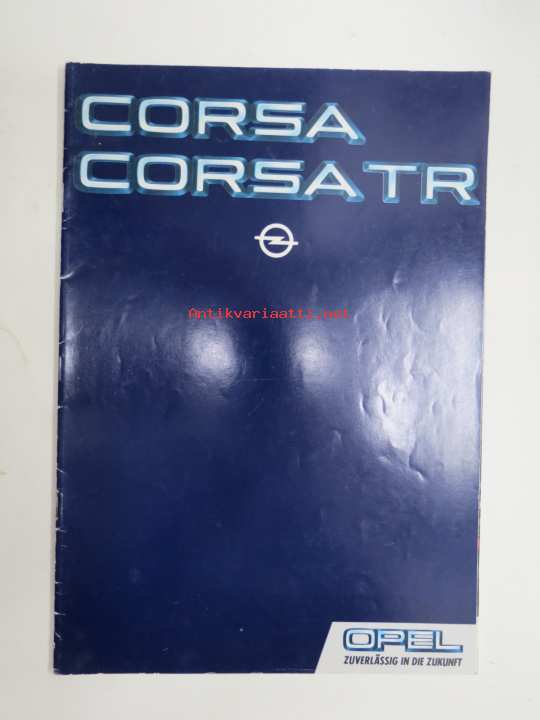 CORSA
CORSA TR
Antikvariaatti.net
OPEL
ZUVERLÄSSIG IN DIE ZUKUNFT